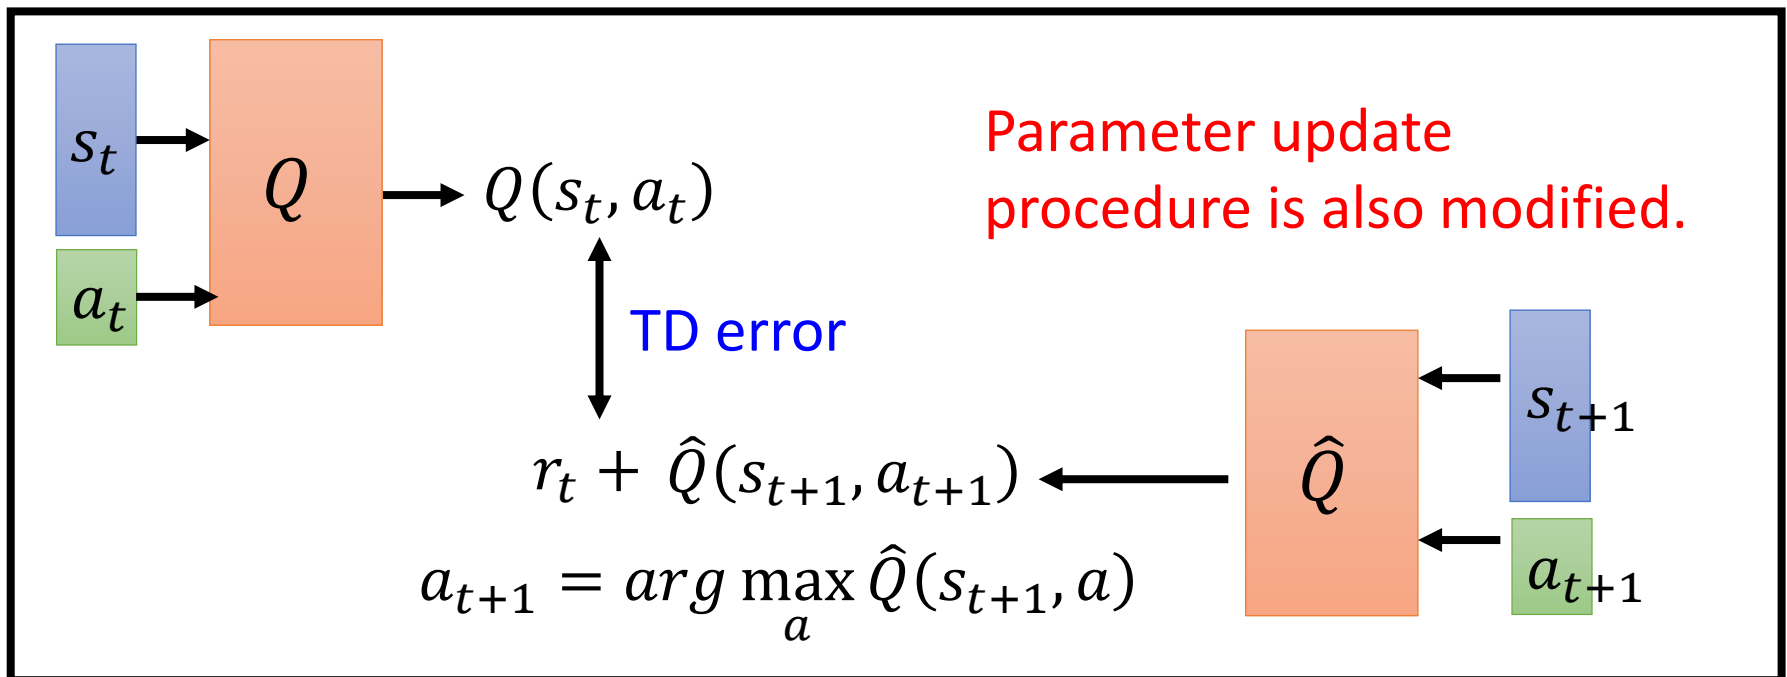 s_t
Q
a_t
Q(s_t, a_t)
Parameter update
procedure is also modified.
TD error
r_t + Q̂(s_{t+1}, a_{t+1})
Q̂
s_{t+1}
a_{t+1}
a_{t+1} = arg max_a Q̂(s_{t+1}, a)